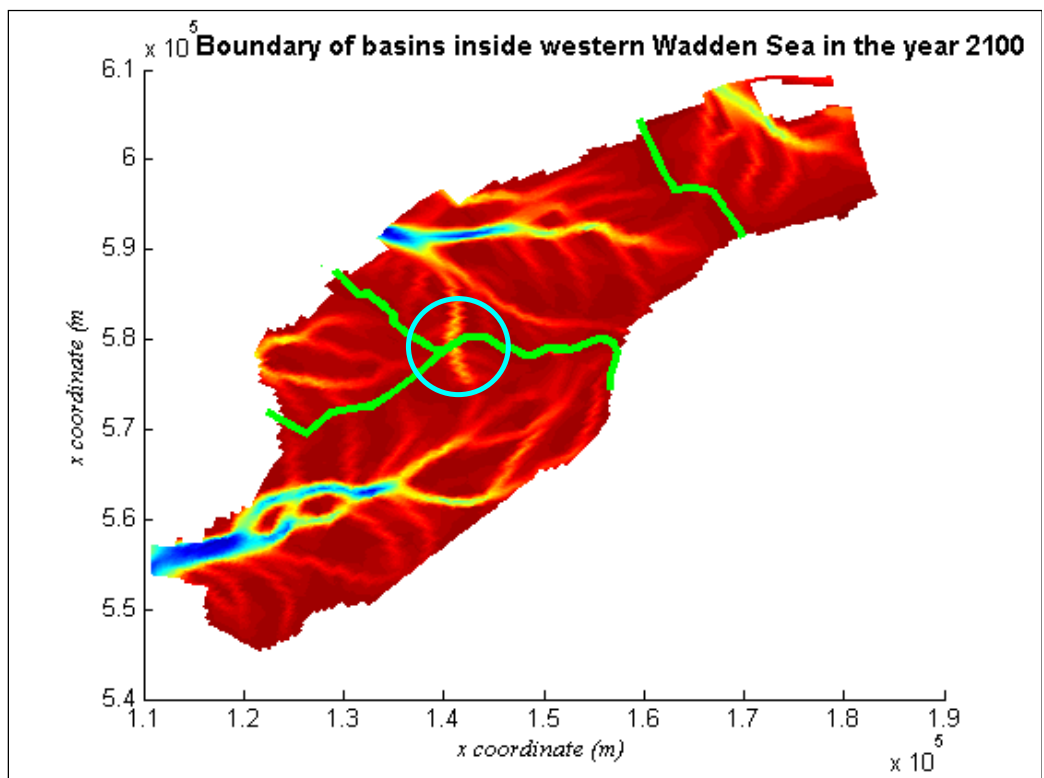 x 10^5 Boundary of basins inside western Wadden Sea in the year 2100
6.1
6
5.9
5.8
5.7
5.6
5.5
5.4
x coordinate (m
1.1 1.2 1.3 1.4 1.5 1.6 1.7 1.8 1.9
x coordinate (m)
x 10^5